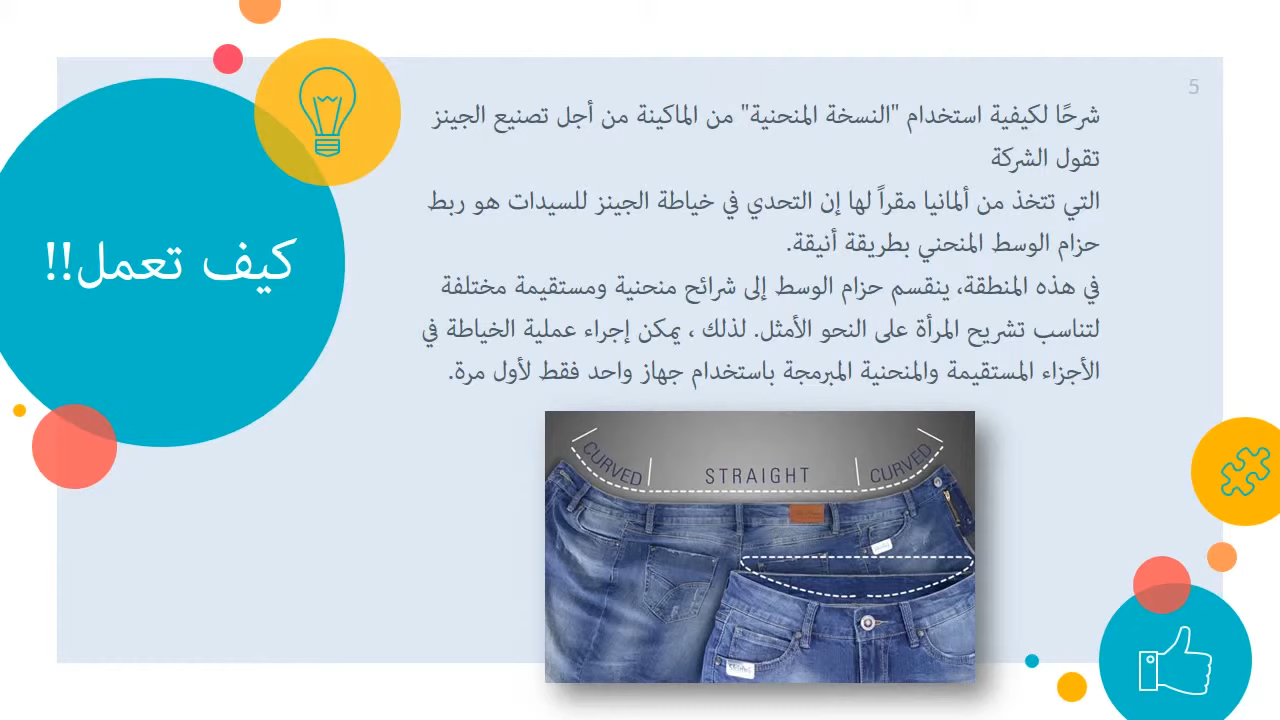 5
كيف تعمل!!
شرحًا لكيفية استخدام "النسخة المنحنية" من الماكينة من أجل تصنيع الجينز
تقول الشركة
التي تتخذ من ألمانيا مقراً لها إن التحدي في خياطة الجينز للسيدات هو ربط
حزام الوسط المنحني بطريقة أنيقة.
في هذه المنطقة، ينقسم حزام الوسط إلى شرائح منحنية ومستقيمة مختلفة
لتناسب تشريح المرأة على النحو الأمثل. لذلك ، يمكن إجراء عملية الخياطة في
الأجزاء المستقيمة والمنحنية المبرمجة باستخدام جهاز واحد فقط لأول مرة.
CURVED STRAIGHT CURVED